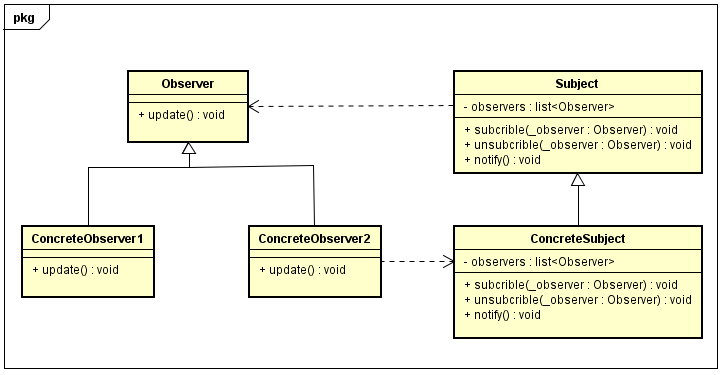 pkg
Observer
+ update() : void
Subject
- observers : list<Observer>
+ subcrible(_observer : Observer) : void
+ unsubcrible(_observer : Observer) : void
+ notify() : void
ConcreteObserver1
+ update() : void
ConcreteObserver2
+ update() : void
ConcreteSubject
- observers : list<Observer>
+ subcrible(_observer : Observer) : void
+ unsubcrible(_observer : Observer) : void
+ notify() : void